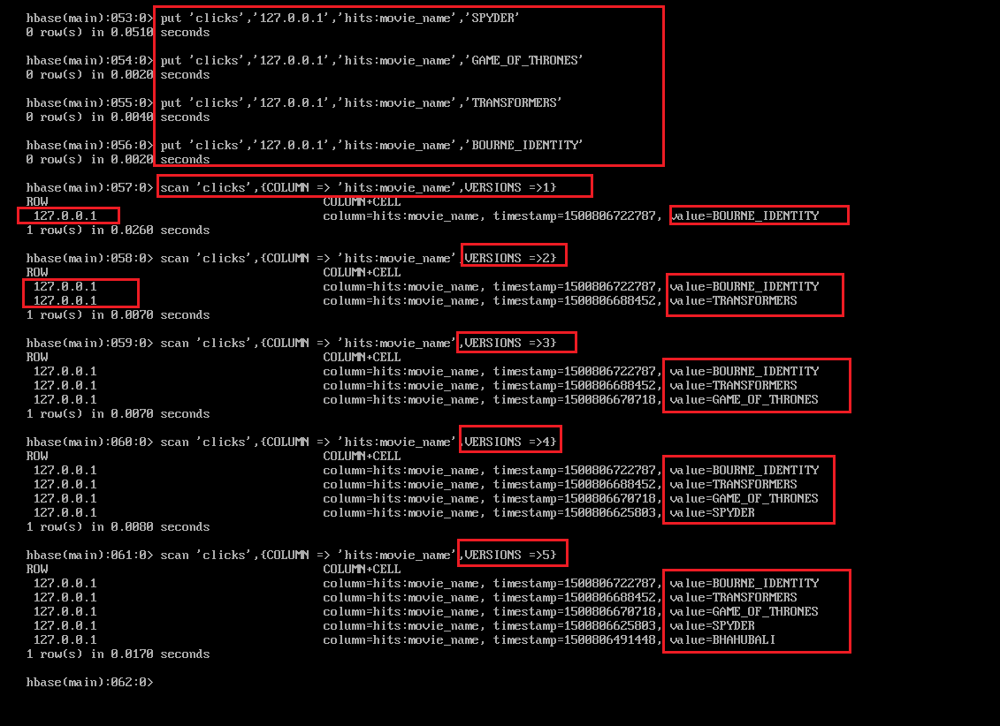 hbase(main):053:0> put 'clicks','127.0.0.1','hits:movie_name','SPYDER'
0 row(s) in 0.0510 seconds
hbase(main):054:0> put 'clicks','127.0.0.1','hits:movie_name','GAME_OF_THRONES'
0 row(s) in 0.0020 seconds
hbase(main):055:0> put 'clicks','127.0.0.1','hits:movie_name','TRANSFORMERS'
0 row(s) in 0.0040 seconds
hbase(main):056:0> put 'clicks','127.0.0.1','hits:movie_name','BOURNE_IDENTITY'
0 row(s) in 0.0020 seconds
hbase(main):057:0> scan 'clicks',{COLUMN => 'hits:movie_name',VERSIONS =>1}
ROW COLUMN+CELL
127.0.0.1 column=hits:movie_name, timestamp=1500806722787, value=BOURNE_IDENTITY
1 row(s) in 0.0260 seconds
hbase(main):058:0> scan 'clicks',{COLUMN => 'hits:movie_name',VERSIONS =>2}
ROW COLUMN+CELL
127.0.0.1 column=hits:movie_name, timestamp=1500806722787, value=BOURNE_IDENTITY
127.0.0.1 column=hits:movie_name, timestamp=1500806688452, value=TRANSFORMERS
1 row(s) in 0.0070 seconds
hbase(main):059:0> scan 'clicks',{COLUMN => 'hits:movie_name',VERSIONS =>3}
ROW COLUMN+CELL
127.0.0.1 column=hits:movie_name, timestamp=1500806722787, value=BOURNE_IDENTITY
127.0.0.1 column=hits:movie_name, timestamp=1500806688452, value=TRANSFORMERS
127.0.0.1 column=hits:movie_name, timestamp=1500806670718, value=GAME_OF_THRONES
1 row(s) in 0.0070 seconds
hbase(main):060:0> scan 'clicks',{COLUMN => 'hits:movie_name',VERSIONS =>4}
ROW COLUMN+CELL
127.0.0.1 column=hits:movie_name, timestamp=1500806722787, value=BOURNE_IDENTITY
127.0.0.1 column=hits:movie_name, timestamp=1500806688452, value=TRANSFORMERS
127.0.0.1 column=hits:movie_name, timestamp=1500806670718, value=GAME_OF_THRONES
127.0.0.1 column=hits:movie_name, timestamp=1500806625803, value=SPYDER
1 row(s) in 0.0080 seconds
hbase(main):061:0> scan 'clicks',{COLUMN => 'hits:movie_name',VERSIONS =>5}
ROW COLUMN+CELL
127.0.0.1 column=hits:movie_name, timestamp=1500806722787, value=BOURNE_IDENTITY
127.0.0.1 column=hits:movie_name, timestamp=1500806688452, value=TRANSFORMERS
127.0.0.1 column=hits:movie_name, timestamp=1500806670718, value=GAME_OF_THRONES
127.0.0.1 column=hits:movie_name, timestamp=1500806625803, value=SPYDER
127.0.0.1 column=hits:movie_name, timestamp=1500806491448, value=BHAHUBALI
1 row(s) in 0.0170 seconds
hbase(main):062:0>